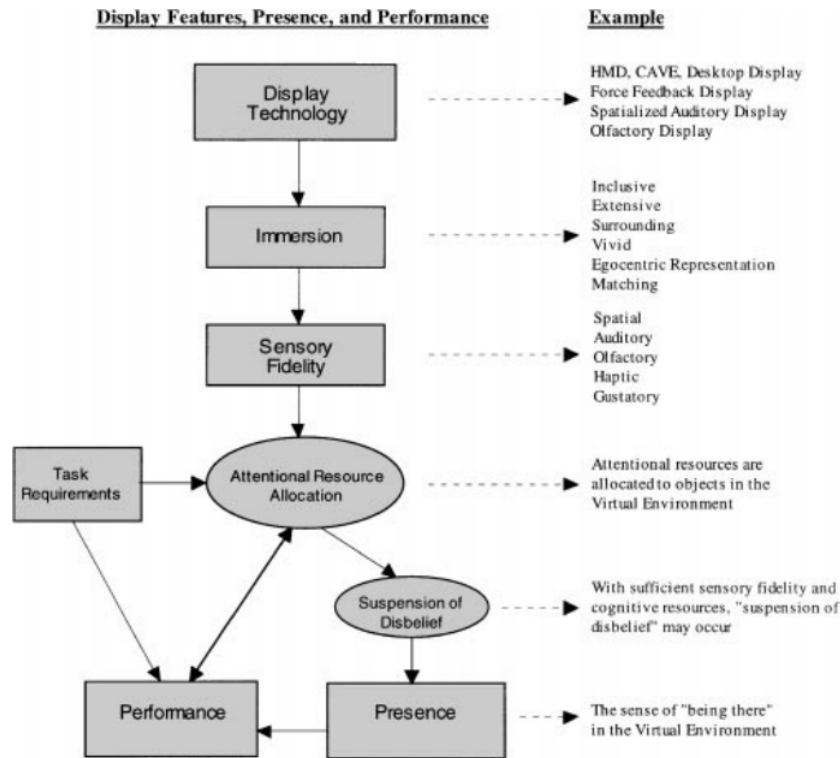 Display Features, Presence, and Performance
Example
Display
Technology
HMD, CAVE, Desktop Display
Force Feedback Display
Spatialized Auditory Display
Olfactory Display
Immersion
Inclusive
Extensive
Surrounding
Vivid
Egocentric Representation
Matching
Sensory
Fidelity
Spatial
Auditory
Olfactory
Haptic
Gustatory
Task
Requirements
Attentional Resource
Allocation
Attentional resources are
allocated to objects in the
Virtual Environment
Suspension of
Disbelief
With sufficient sensory fidelity and
cognitive resources, "suspension of
disbelief" may occur
Performance
Presence
The sense of "being there"
in the Virtual Environment